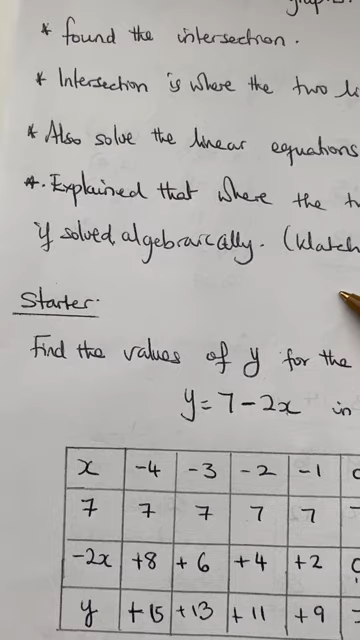 * found the intersection.
* Intersection is where the two
* Also solve the linear equations
* Explained that where the
if solved algebraically.
Starter.
Find the values of y for the
y = 7 - 2x in
x -4 -3 -2 -1
7 7 7 7 7
-2x +8 +6 +4 +2
y +15 +13 +11 +9